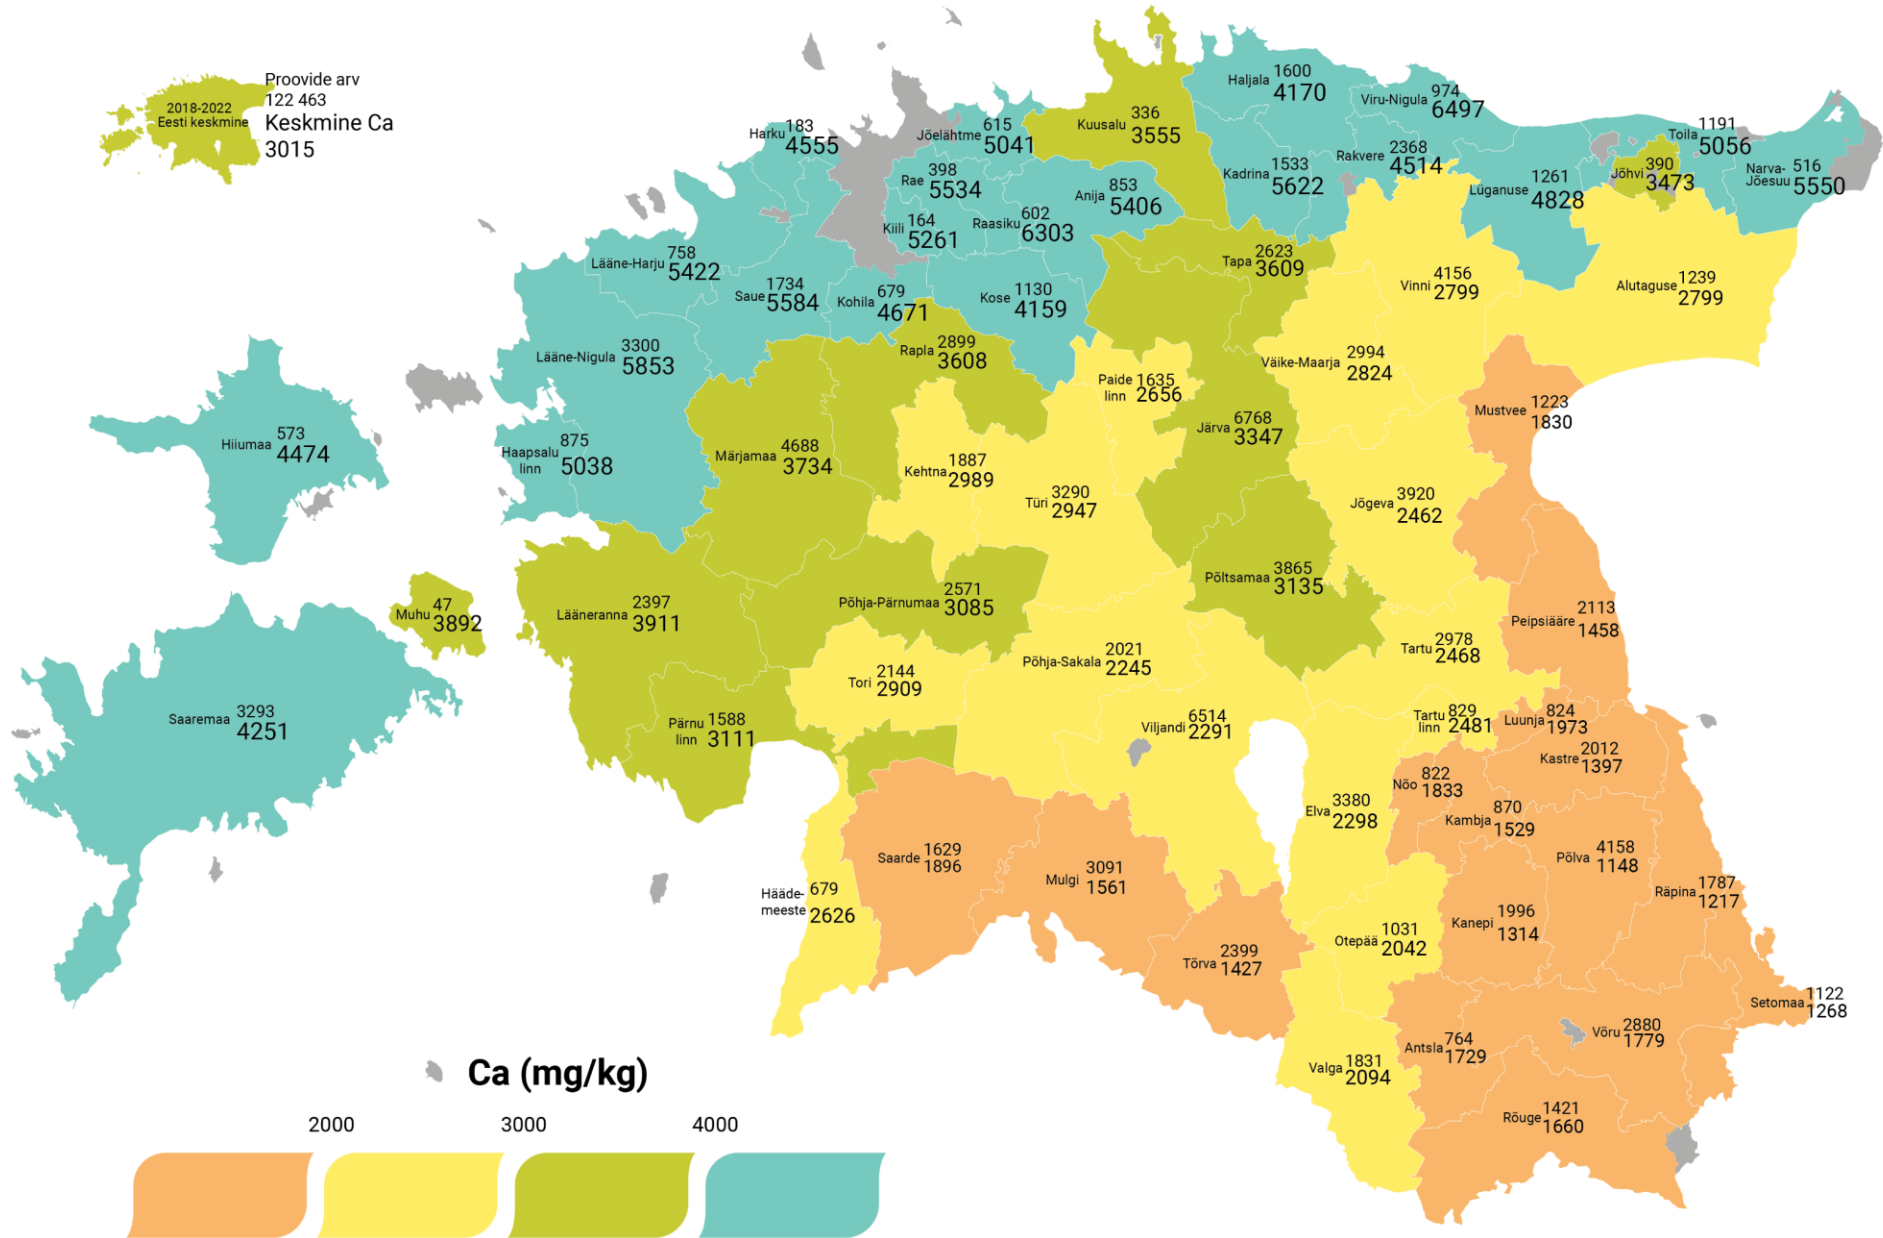 Proovide arv
122 463
Keskmine Ca
3015
2018-2022
Eesti keskmine
Harku 183
4555
Jõelähtme 615
5041
Kuusalu 336
3555
Haljala 1600
4170
Viru-Nigula 974
6497
Rakvere 2368
4514
Kadrina 1533
5622
Lüganuse 1261
4828
Toila 1191
5056
Jõhvi 390
3473
Narva-
Jõesuu 516
5550
Rae 398
5534
Anija 853
5406
Kiili 164
5261
Raasiku 602
6303
Lääne-Harju 758
5422
Saue 1734
5584
Kohila 679
4671
Kose 1130
4159
Tapa 2623
3609
Vinni 4156
2799
Alutaguse 1239
2799
Lääne-Nigula 3300
5853
Rapla 2899
3608
Paide
linn 1635
2656
Väike-Maarja 2994
2824
Mustvee 1223
1830
Hiiumaa 573
4474
Haapsalu
linn 875
5038
Märjamaa 4688
3734
Kehtna 1887
2989
Türi 3290
2947
Järva 6768
3347
Jõgeva 3920
2462
Põltsamaa 3865
3135
Muhu 47
3892
Lääneranna 2397
3911
Põhja-Pärnumaa 2571
3085
Peipsiääre 2113
1458
Tartu 2978
2468
Põhja-Sakala 2021
2245
Tori 2144
2909
Saaremaa 3293
4251
Pärnu
linn 1588
3111
Viljandi 6514
2291
Tartu
linn 829
2481
Luunja 824
1973
Kastre 2012
1397
Nõo 822
1833
Elva 3380
2298
Kambja 870
1529
Põlva 4158
1148
Saarde 1629
1896
Mulgi 3091
1561
Hääde-
meeste 679
2626
Räpina 1787
1217
Kanepi 1996
1314
Otepää 1031
2042
Tõrva 2399
1427
Setomaa 1122
1268
Võru 2880
1779
Antsla 764
1729
Valga 1831
2094
Rõuge 1421
1660
Ca (mg/kg)
2000 3000 4000